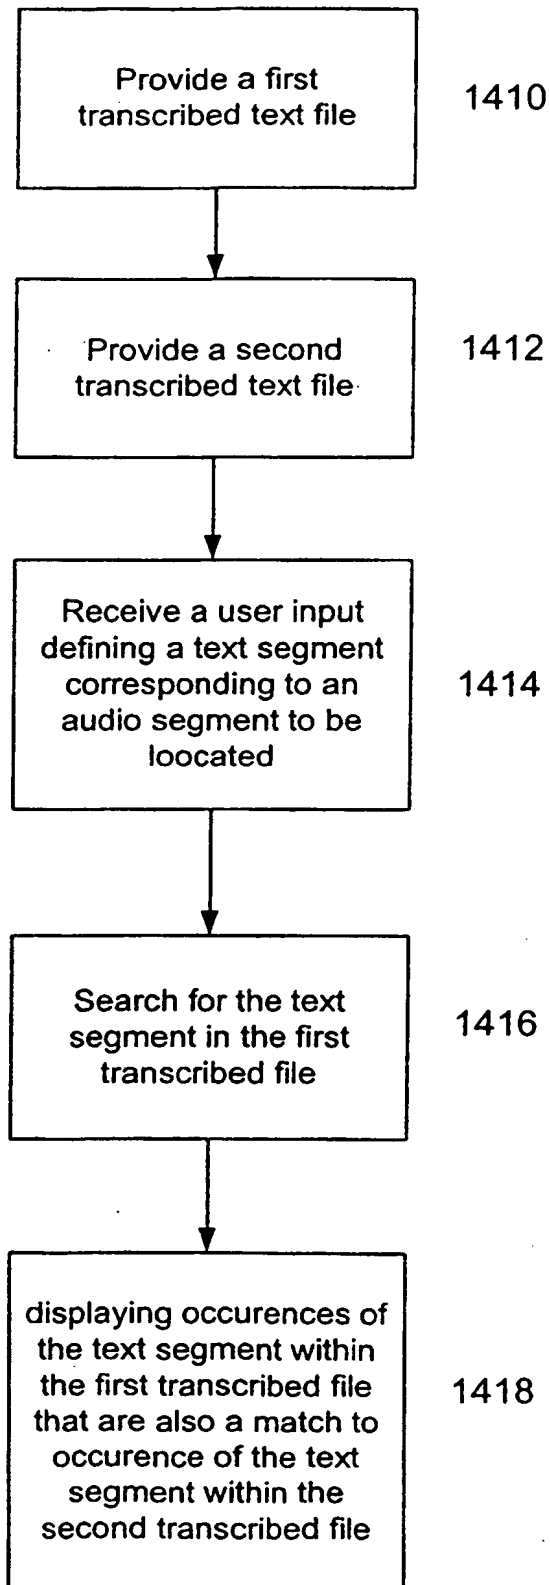 Provide a first
transcribed text file
1410
Provide a second
transcribed text file
1412
Receive a user input
defining a text segment
corresponding to an
audio segment to be
loocated
1414
Search for the text
segment in the first
transcribed file
1416
displaying occurences of
the text segment within
the first transcribed file
that are also a match to
occurence of the text
segment within the
second transcribed file
1418